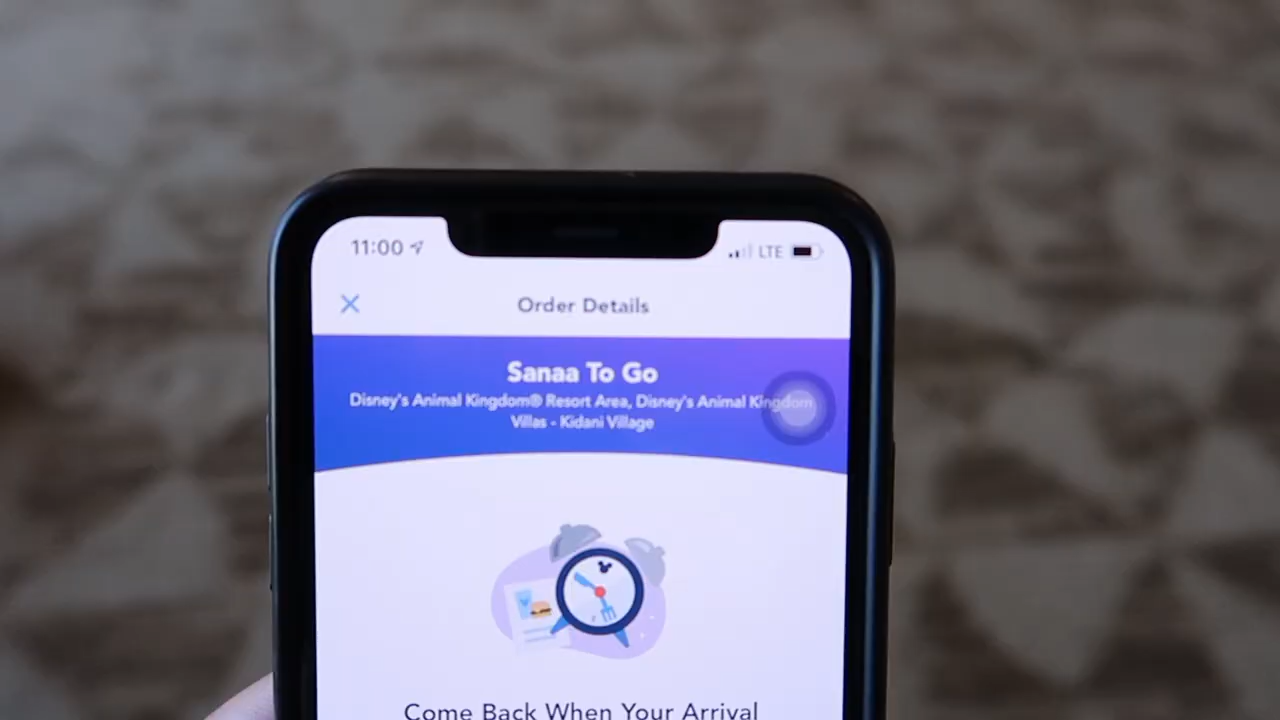 11:00 LTE
Order Details
Sanaa To Go
Disney's Animal Kingdom® Resort Area, Disney's Animal Kingdom
Villas - Kidani Village
Come Back When Your Arrival